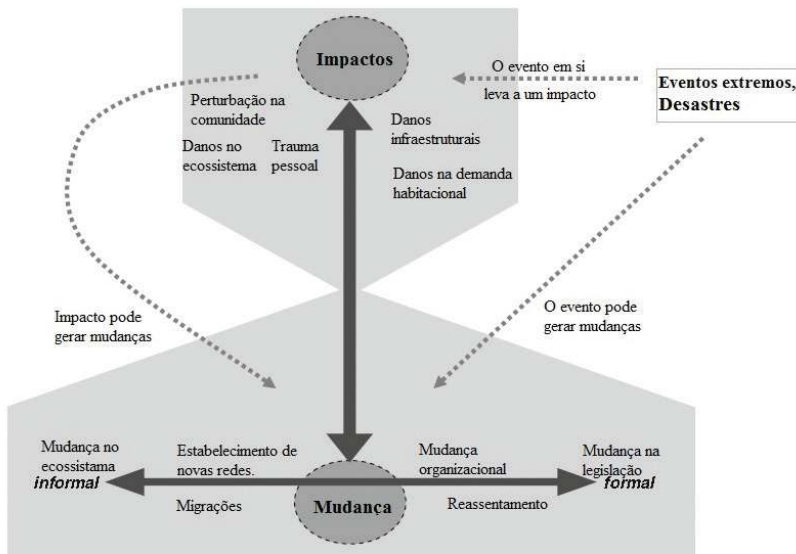 Impactos
O evento em si
leva a um impacto
Eventos extremos,
Desastres
Perturbação na
comunidade
Danos no
ecossistema
Trauma
pessoal
Danos
infraestruturais
Danos na demanda
habitacional
Impacto pode
gerar mudanças
O evento pode
gerar mudanças
Mudança no
ecossistama
informal
Estabelecimento de
novas redes.
Migrações
Mudança
Mudança
organizacional
Reassentamento
Mudança na
legislação
formal